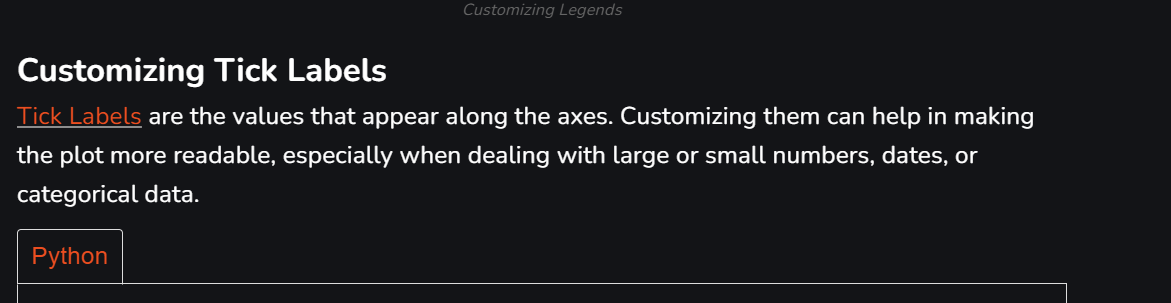 Customizing Legends
Customizing Tick Labels
Tick Labels are the values that appear along the axes. Customizing them can help in making
the plot more readable, especially when dealing with large or small numbers, dates, or
categorical data.
Python